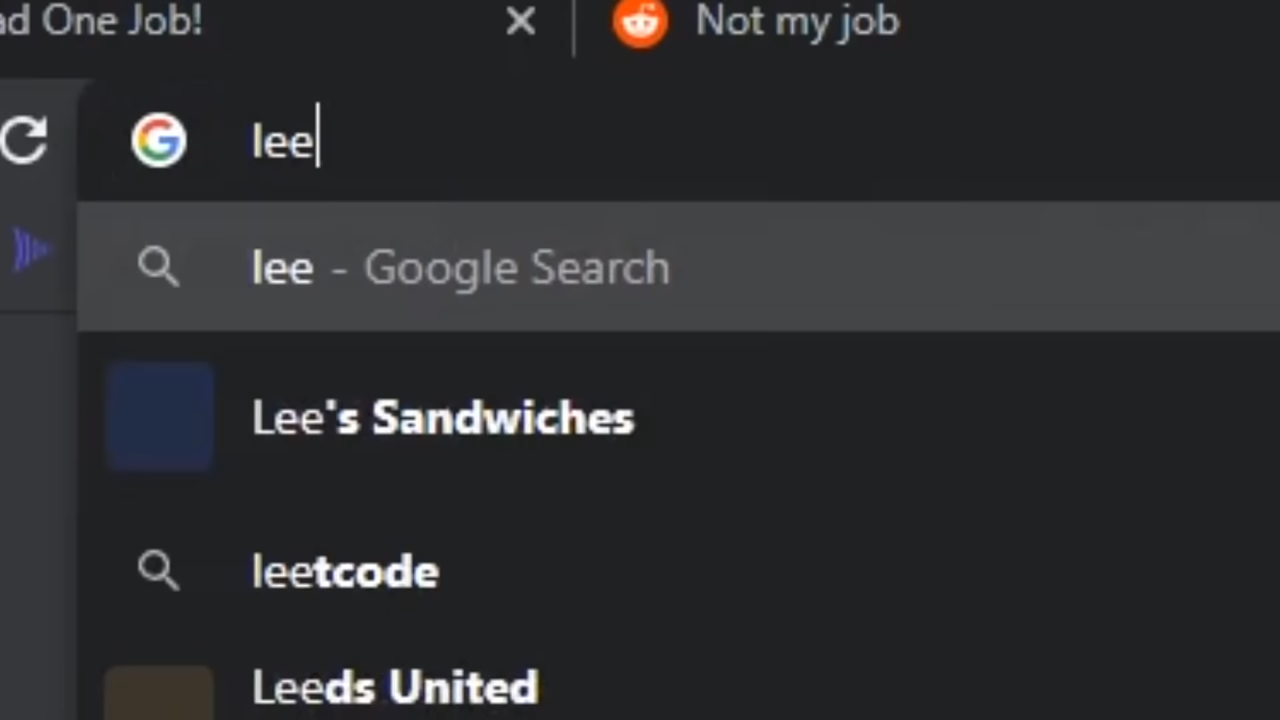 ad One Job!
Not my job
lee
lee - Google Search
Lee's Sandwiches
leetcode
Leeds United